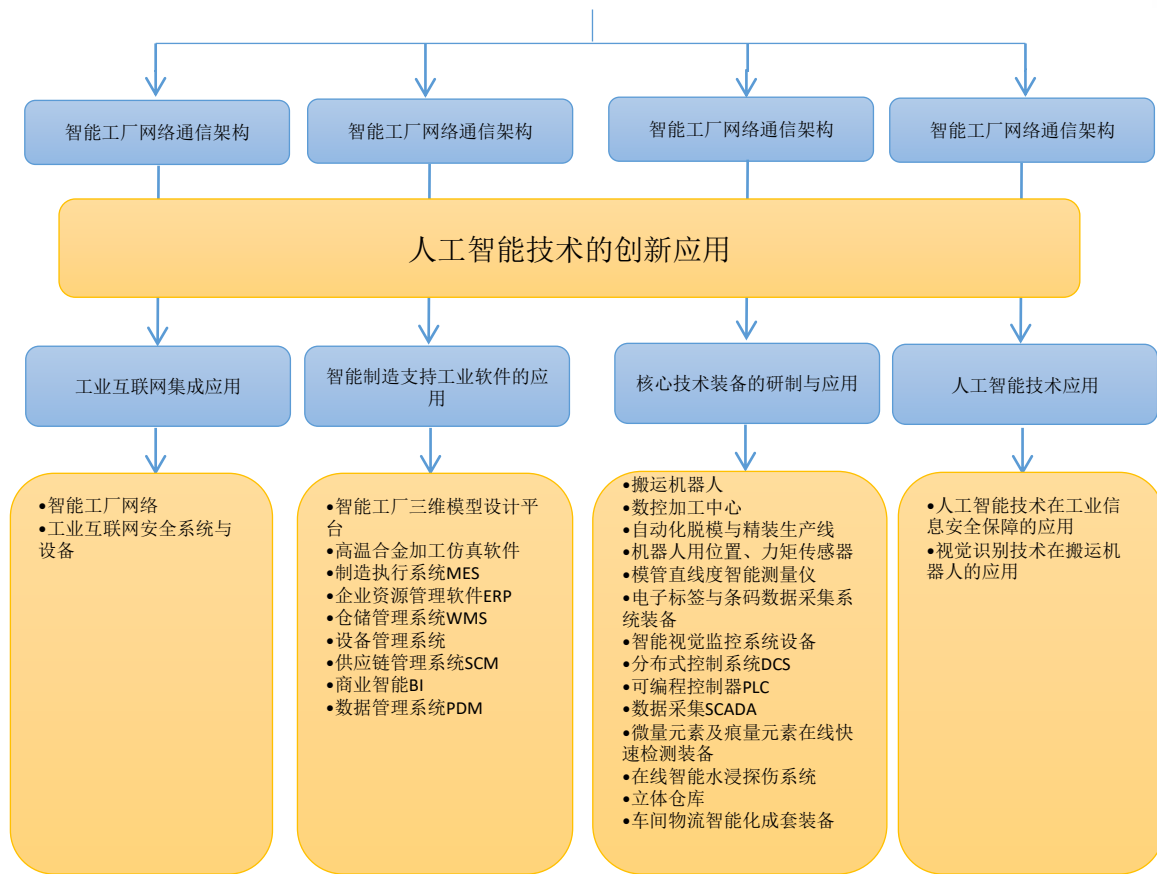 智能工厂网络通信架构
智能工厂网络通信架构
智能工厂网络通信架构
智能工厂网络通信架构
人工智能技术的创新应用
工业互联网集成应用
智能制造支持工业软件的应
用
核心技术装备的研制与应用
人工智能技术应用
•智能工厂网络
•工业互联网安全系统与
设备
•智能工厂三维模型设计平
台
•高温合金加工仿真软件
•制造执行系统MES
•企业资源管理软件ERP
•仓储管理系统WMS
•设备管理系统
•供应链管理系统SCM
•商业智能BI
•数据管理系统PDM
•搬运机器人
•数控加工中心
•自动化脱模与精装生产线
•机器人用位置、力矩传感器
•模管直线度智能测量仪
•电子标签与条码数据采集系
统装备
•智能视觉监控系统设备
•分布式控制系统DCS
•可编程控制器PLC
•数据采集SCADA
•微量元素及痕量元素在线快
速检测装备
•在线智能水浸探伤系统
•立体仓库
•车间物流智能化成套装备
•人工智能技术在工业信
息安全保障的应用
•视觉识别技术在搬运机
器人的应用